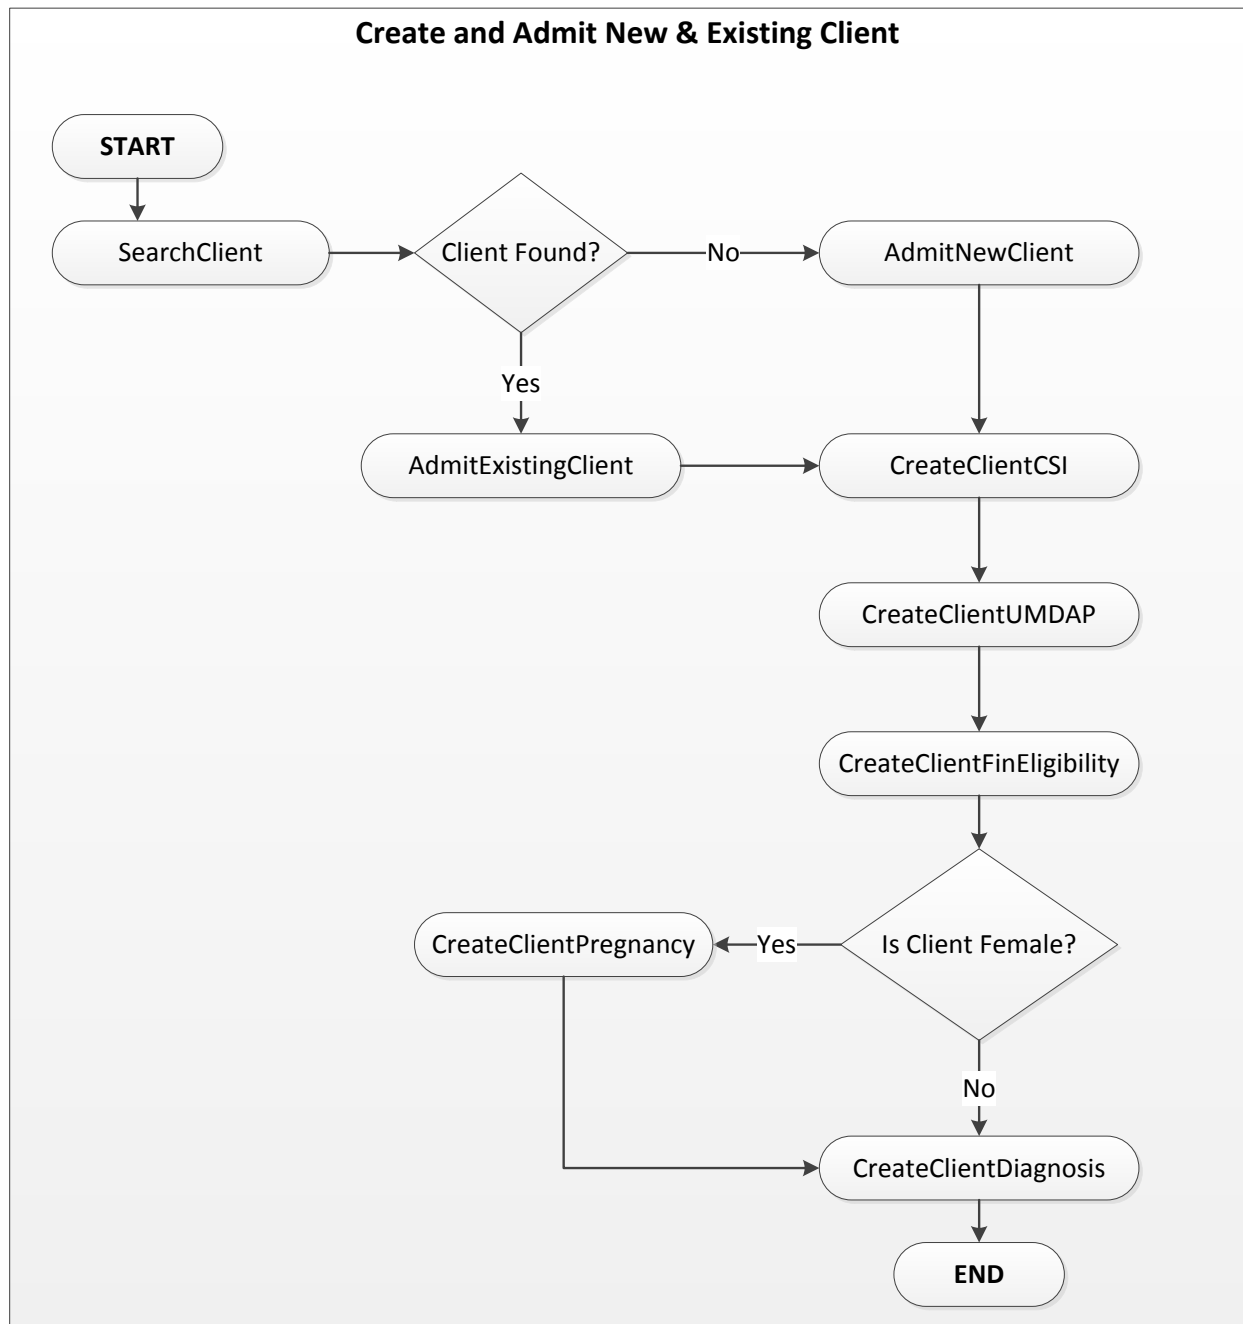 Create and Admit New & Existing Client
START
SearchClient
Client Found?
No
AdmitNewClient
Yes
AdmitExistingClient
CreateClientCSI
CreateClientUMDAP
CreateClientFinEligibility
CreateClientPregnancy
Yes
Is Client Female?
No
CreateClientDiagnosis
END